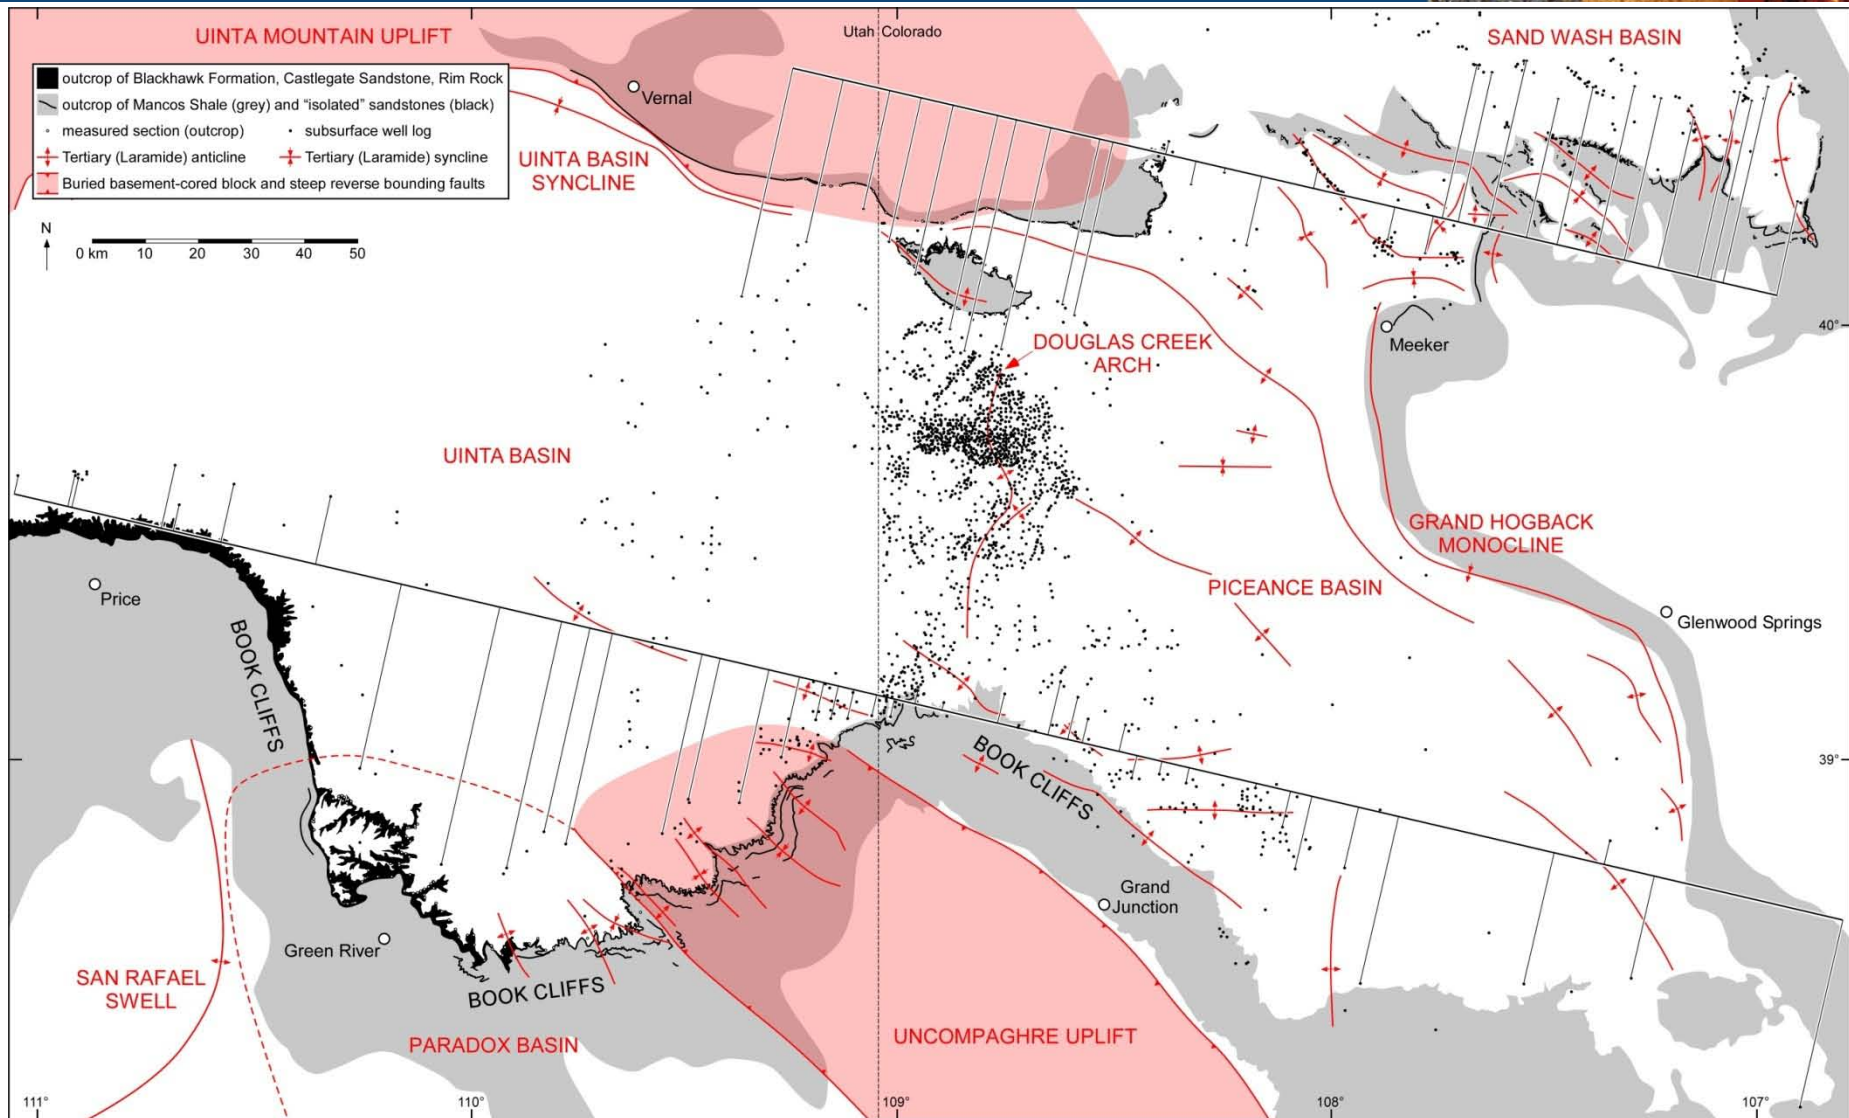 UINTA MOUNTAIN UPLIFT
Utah
Colorado
SAND WASH BASIN
outcrop of Blackhawk Formation, Castlegate Sandstone, Rim Rock
outcrop of Mancos Shale (grey) and “isolated” sandstones (black)
measured section (outcrop)
subsurface well log
Tertiary (Laramide) anticline
Tertiary (Laramide) syncline
Buried basement-cored block and steep reverse bounding faults
Vernal
UINTA BASIN
SYNCLINE
N
0 km 10 20 30 40 50
40°
DOUGLAS CREEK
ARCH
Meeker
UINTA BASIN
GRAND HOGBACK
MONOCLINE
Price
PICEANCE BASIN
Glenwood Springs
BOOK CLIFFS
BOOK CLIFFS
39°
Grand
Junction
Green River
SAN RAFAEL
SWELL
BOOK CLIFFS
PARADOX BASIN
UNCOMPAGHRE UPLIFT
111°
110°
109°
108°
107°